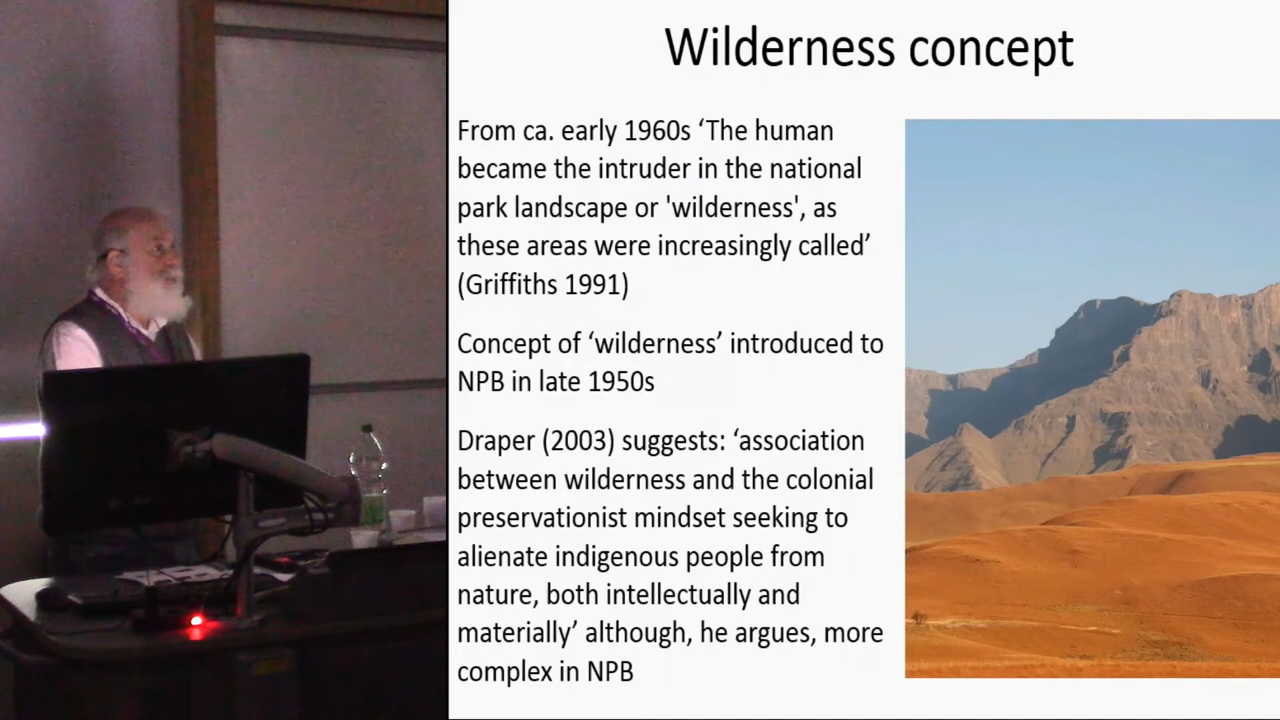 Wilderness concept
From ca. early 1960s ‘The human
became the intruder in the national
park landscape or 'wilderness', as
these areas were increasingly called’
(Griffiths 1991)
Concept of ‘wilderness’ introduced to
NPB in late 1950s
Draper (2003) suggests: ‘association
between wilderness and the colonial
preservationist mindset seeking to
alienate indigenous people from
nature, both intellectually and
materially’ although, he argues, more
complex in NPB